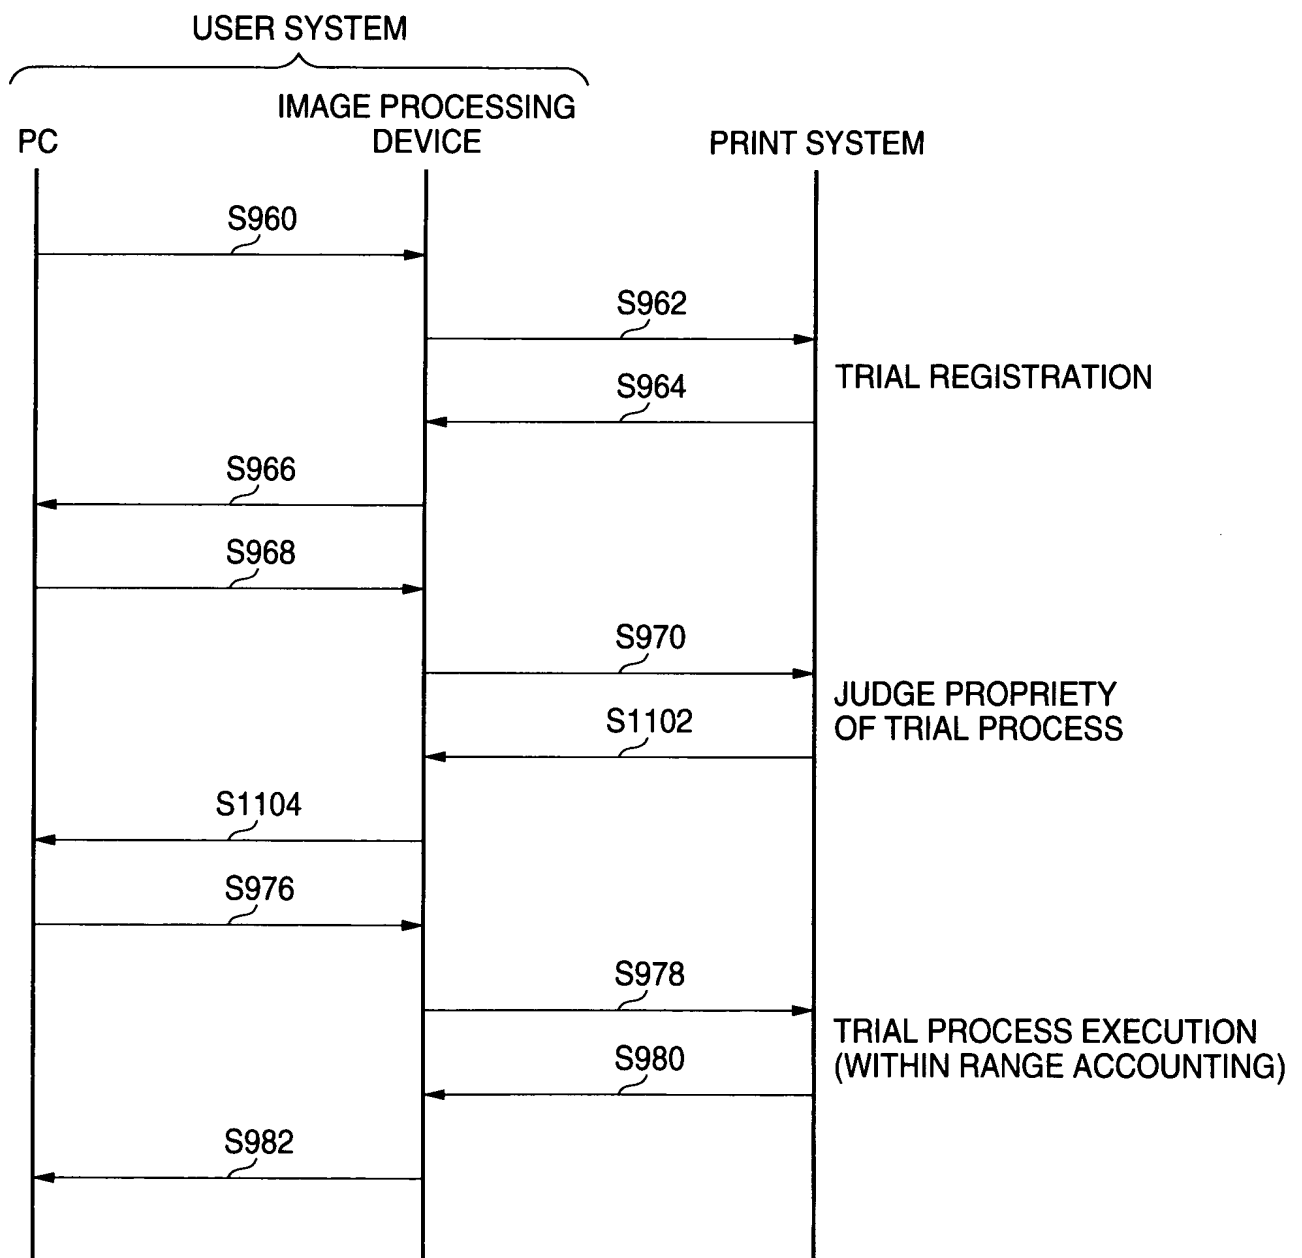 USER SYSTEM
IMAGE PROCESSING
DEVICE
PC
PRINT SYSTEM
S960
S962
TRIAL REGISTRATION
S964
S966
S968
S970
JUDGE PROPRIETY
OF TRIAL PROCESS
S1102
S1104
S976
S978
TRIAL PROCESS EXECUTION
(WITHIN RANGE ACCOUNTING)
S980
S982